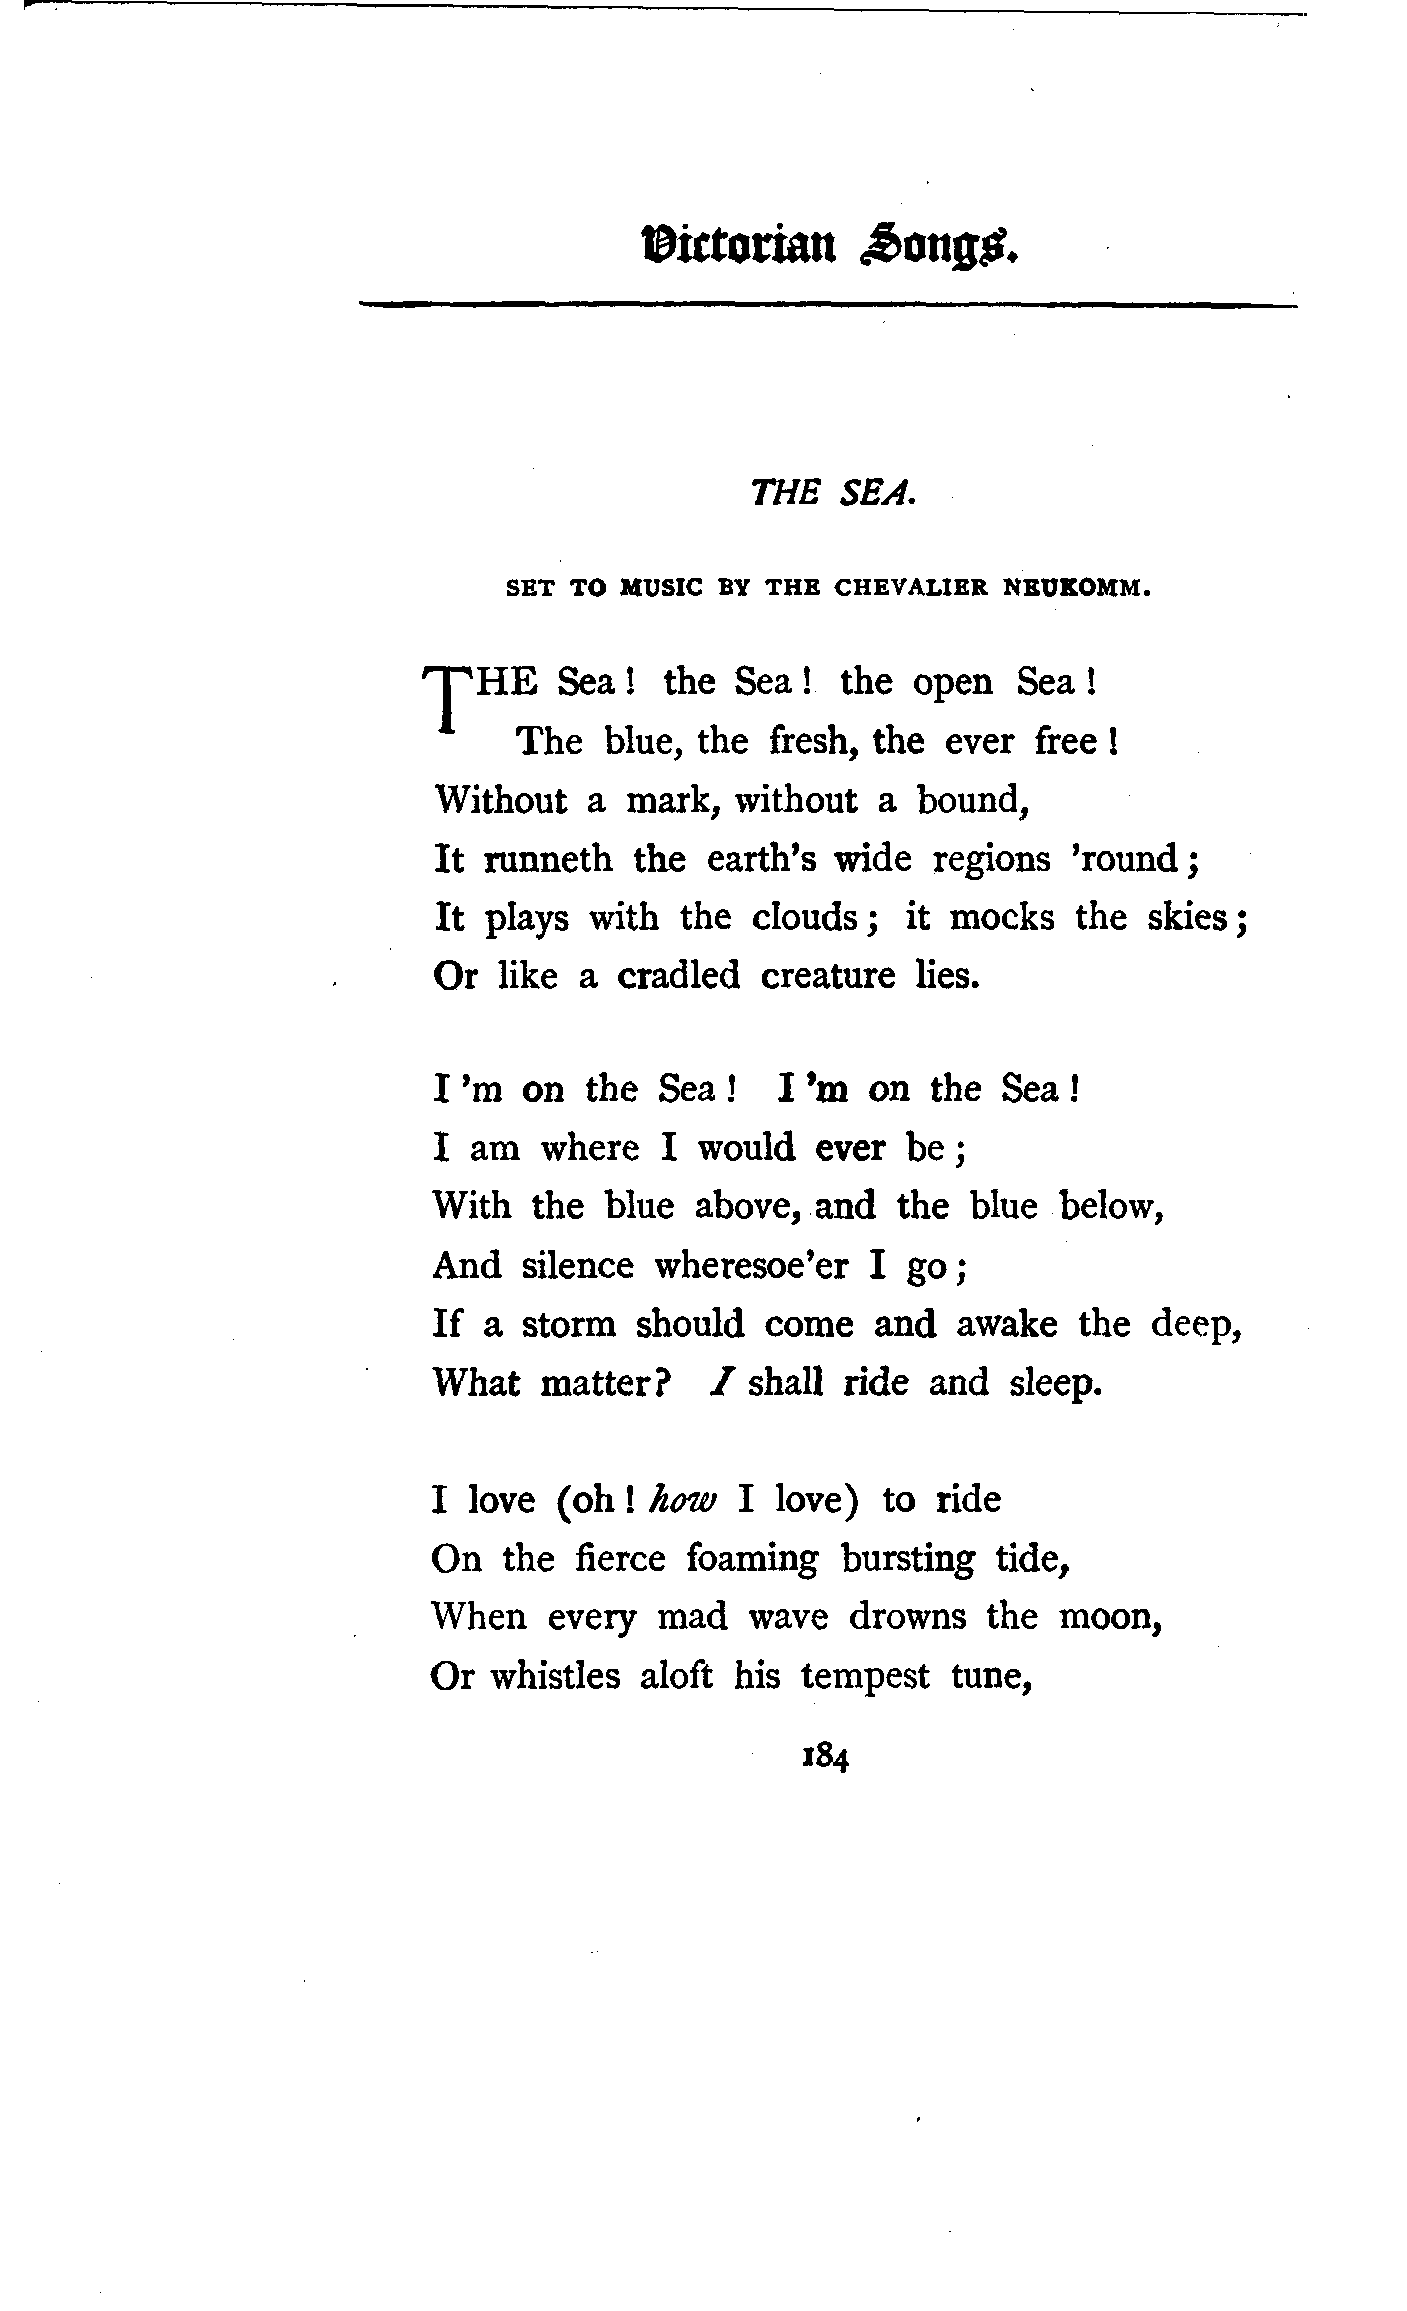 Victorian Songs.
THE SEA.
SET TO MUSIC BY THE CHEVALIER NEUKOMM.
THE Sea! the Sea! the open Sea!
The blue, the fresh, the ever free!
Without a mark, without a bound,
It runneth the earth's wide regions 'round;
It plays with the clouds; it mocks the skies;
Or like a cradled creature lies.

I'm on the Sea! I'm on the Sea!
I am where I would ever be;
With the blue above, and the blue below,
And silence wheresoe'er I go;
If a storm should come and awake the deep,
What matter? I shall ride and sleep.

I love (oh! how I love) to ride
On the fierce foaming bursting tide,
When every mad wave drowns the moon,
Or whistles aloft his tempest tune,
184